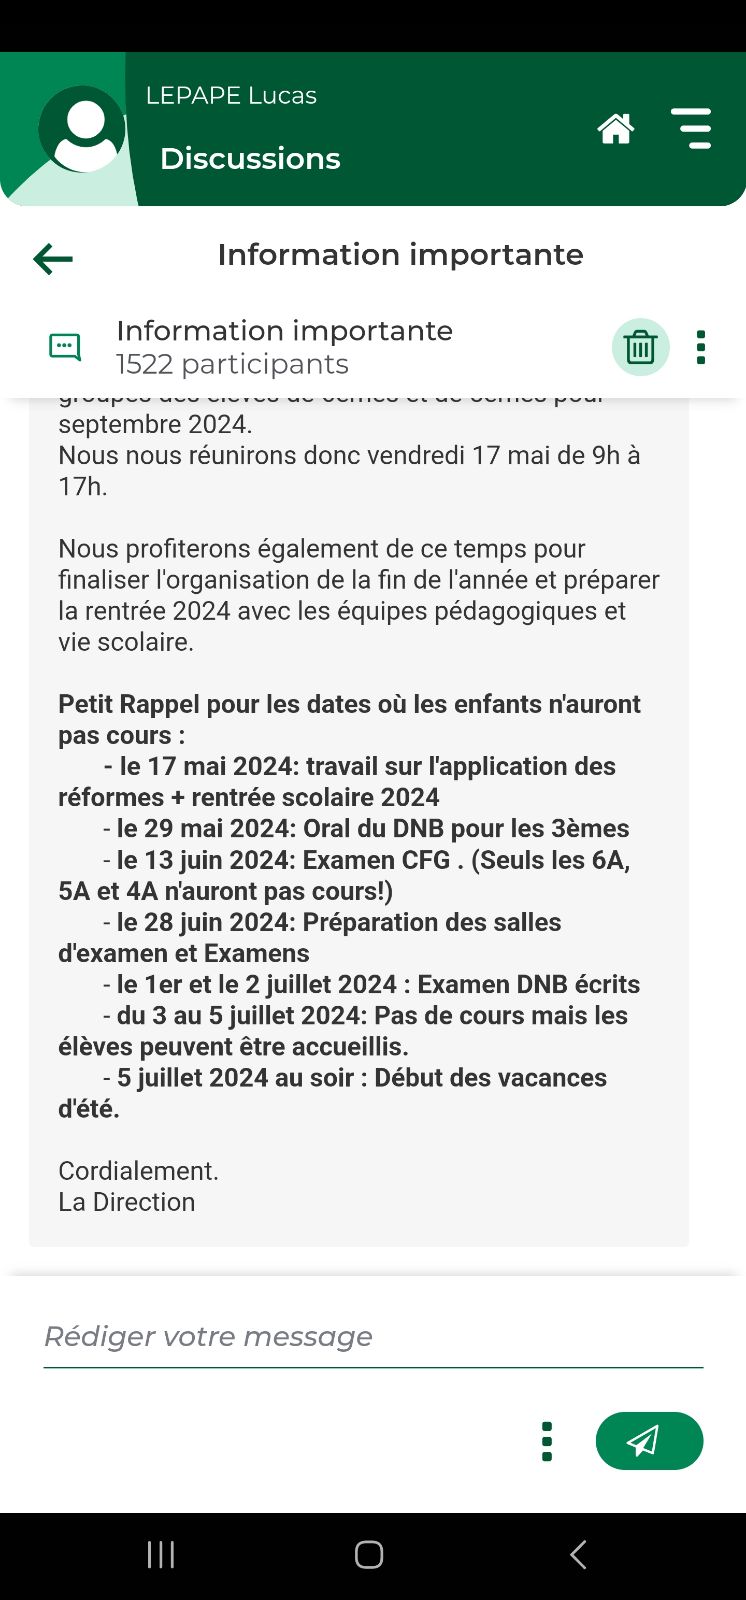 LEPAPE Lucas
Discussions
Information importante
Information importante
1522 participants
septembre 2024.
Nous nous réunirons donc vendredi 17 mai de 9h à
17h.
Nous profiterons également de ce temps pour
finaliser l'organisation de la fin de l'année et préparer
la rentrée 2024 avec les équipes pédagogiques et
vie scolaire.
Petit Rappel pour les dates où les enfants n'auront
pas cours :
- le 17 mai 2024: travail sur l'application des
réformes + rentrée scolaire 2024
- le 29 mai 2024: Oral du DNB pour les 3èmes
- le 13 juin 2024: Examen CFG . (Seuls les 6A,
5A et 4A n'auront pas cours!)
- le 28 juin 2024: Préparation des salles
d'examen et Examens
- le 1er et le 2 juillet 2024 : Examen DNB écrits
- du 3 au 5 juillet 2024: Pas de cours mais les
élèves peuvent être accueillis.
- 5 juillet 2024 au soir : Début des vacances
d'été.
Cordialement.
La Direction
Rédiger votre message